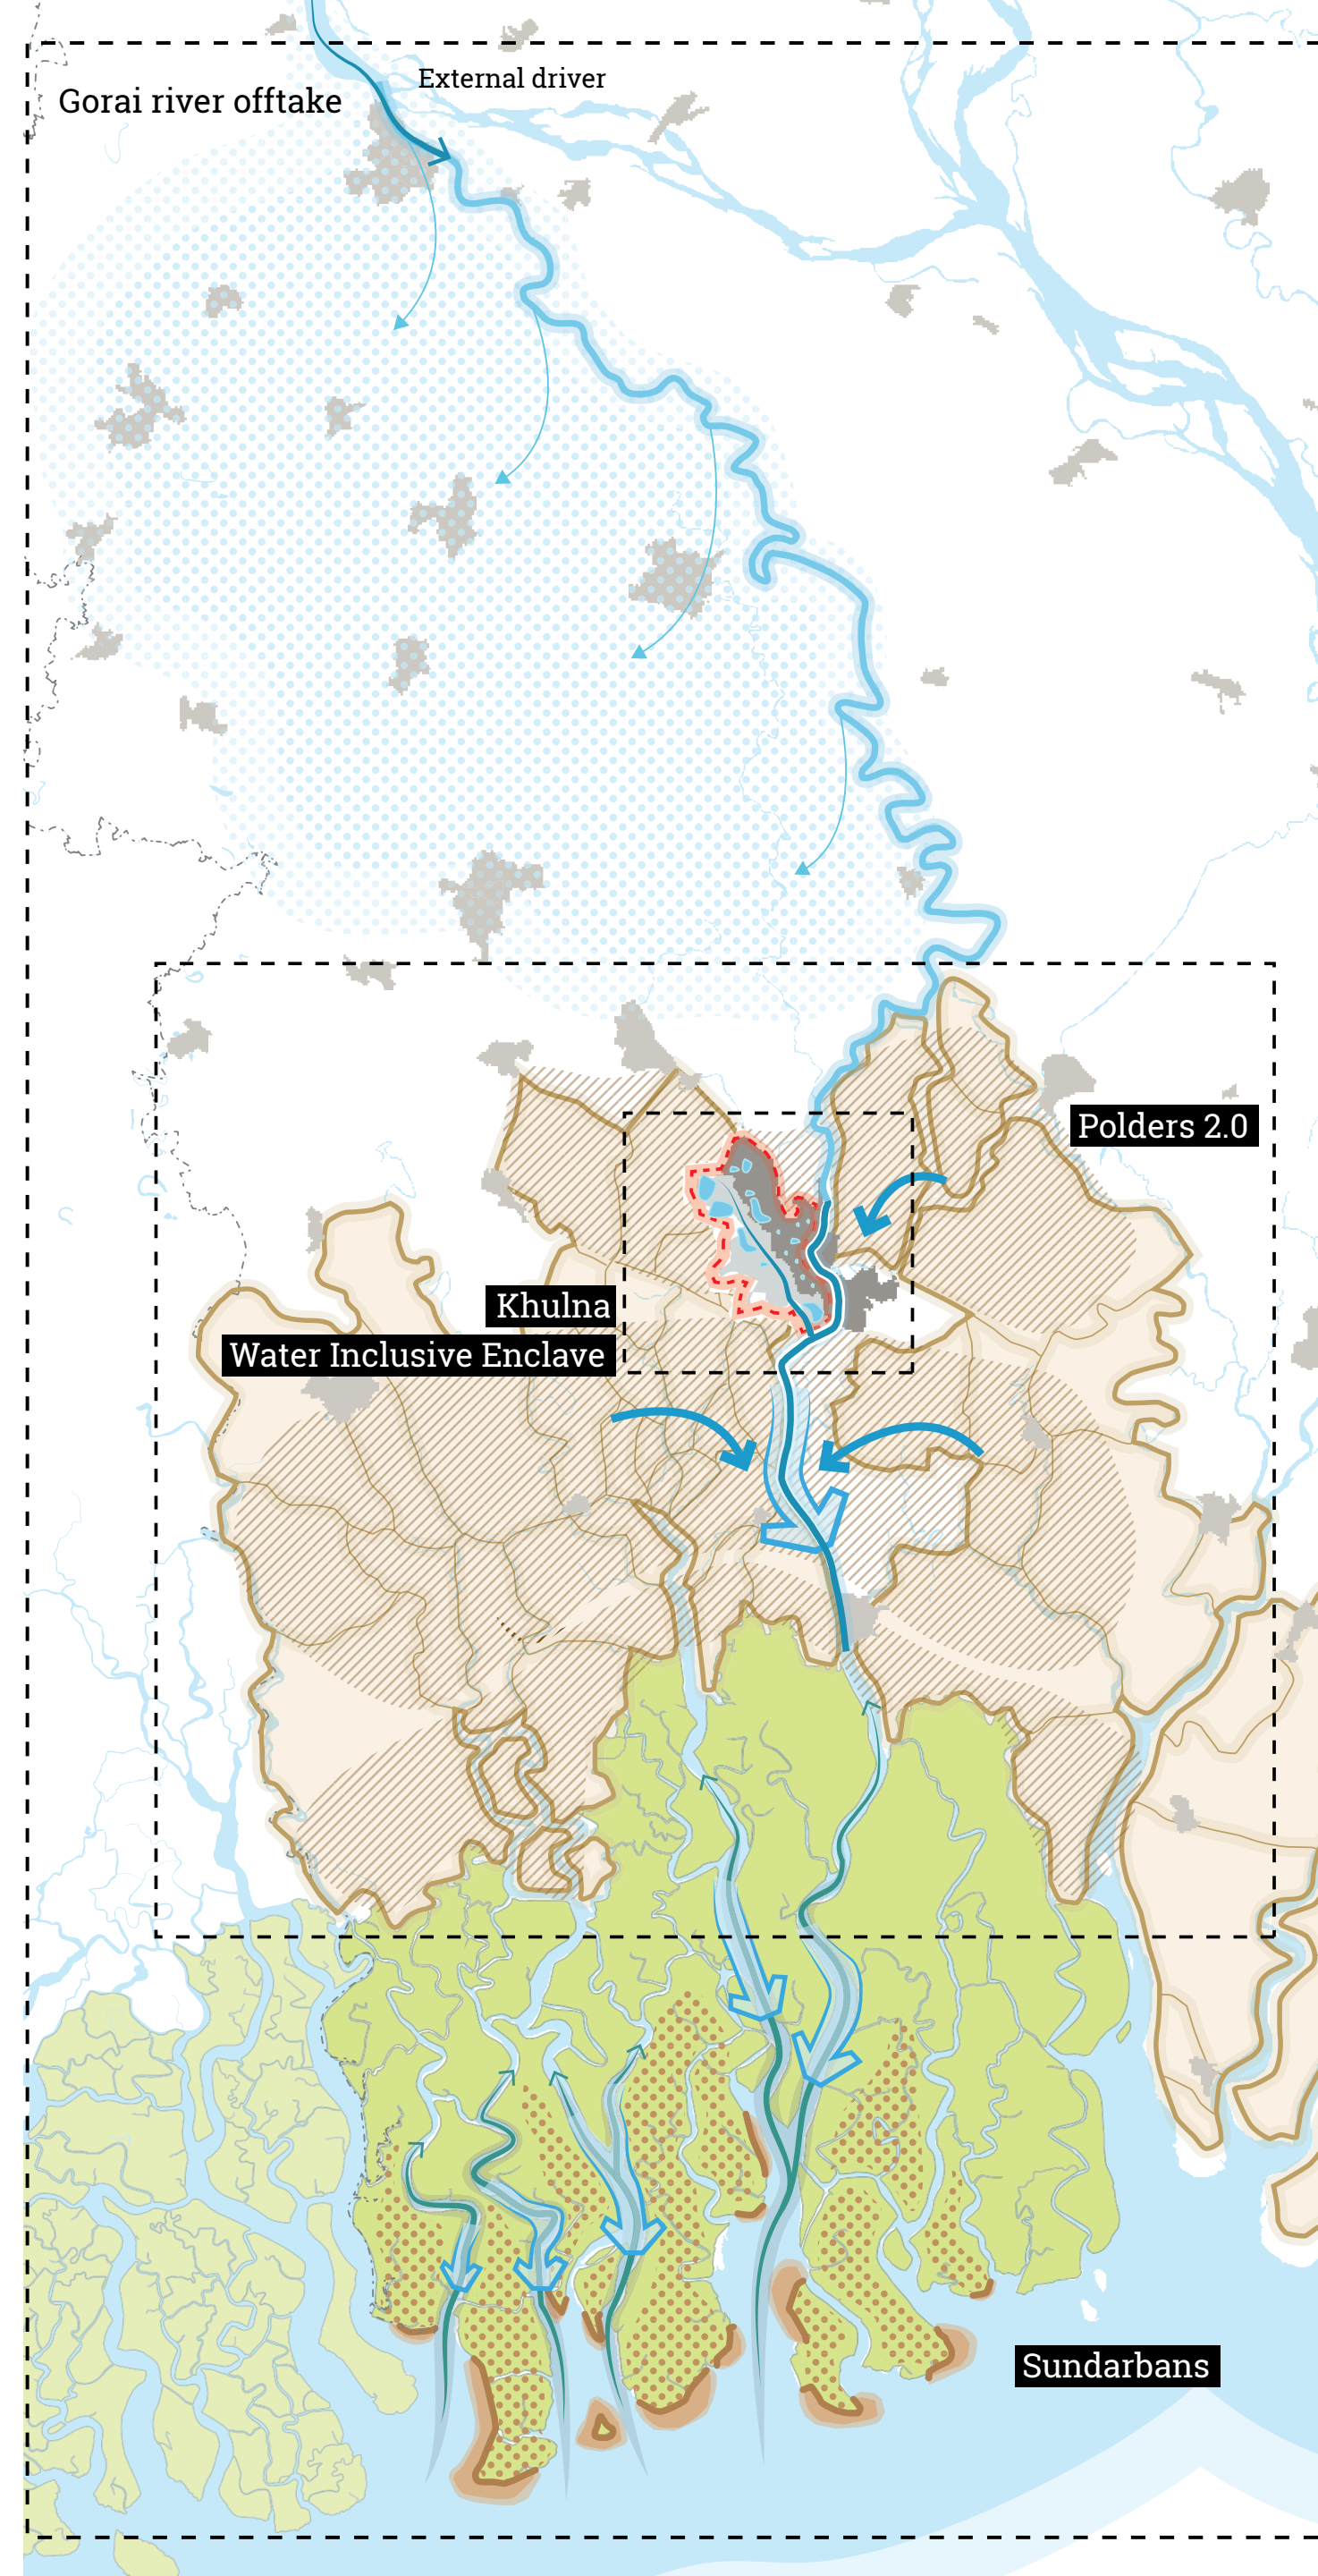 External driver
Gorai river offtake
Polders 2.0
Khulna
Water Inclusive Enclave
Sundarbans